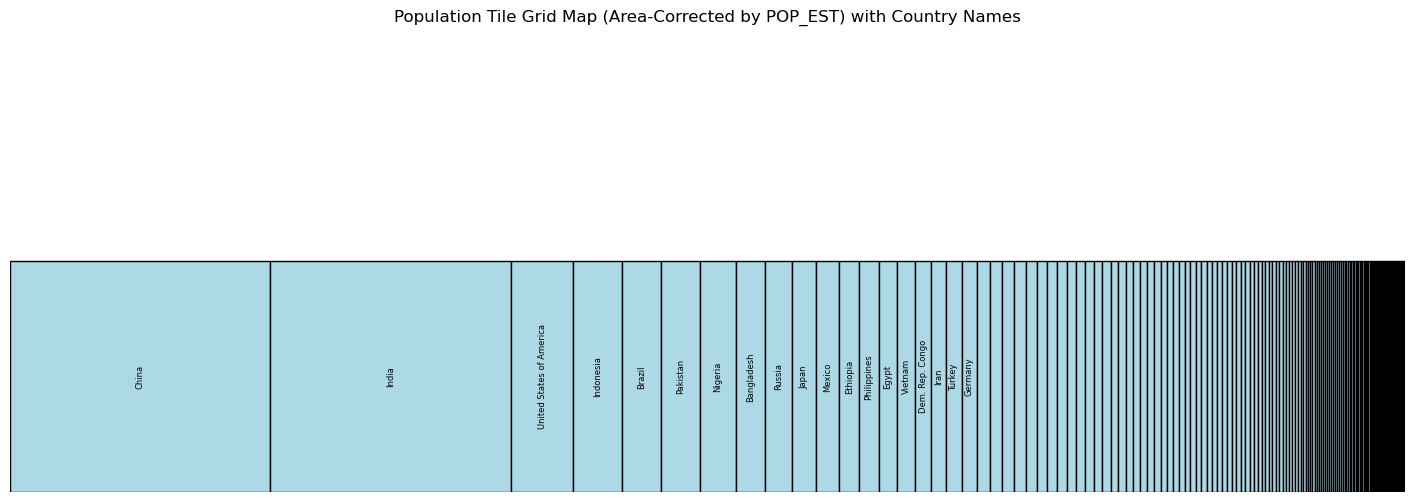 Population Tile Grid Map (Area-Corrected by POP_EST) with Country Names
China
India
United States of America
Indonesia
Brazil
Pakistan
Nigeria
Bangladesh
Russia
Japan
Mexico
Ethiopia
Philippines
Egypt
Vietnam
Dem. Rep. Congo
Iran
Turkey
Germany